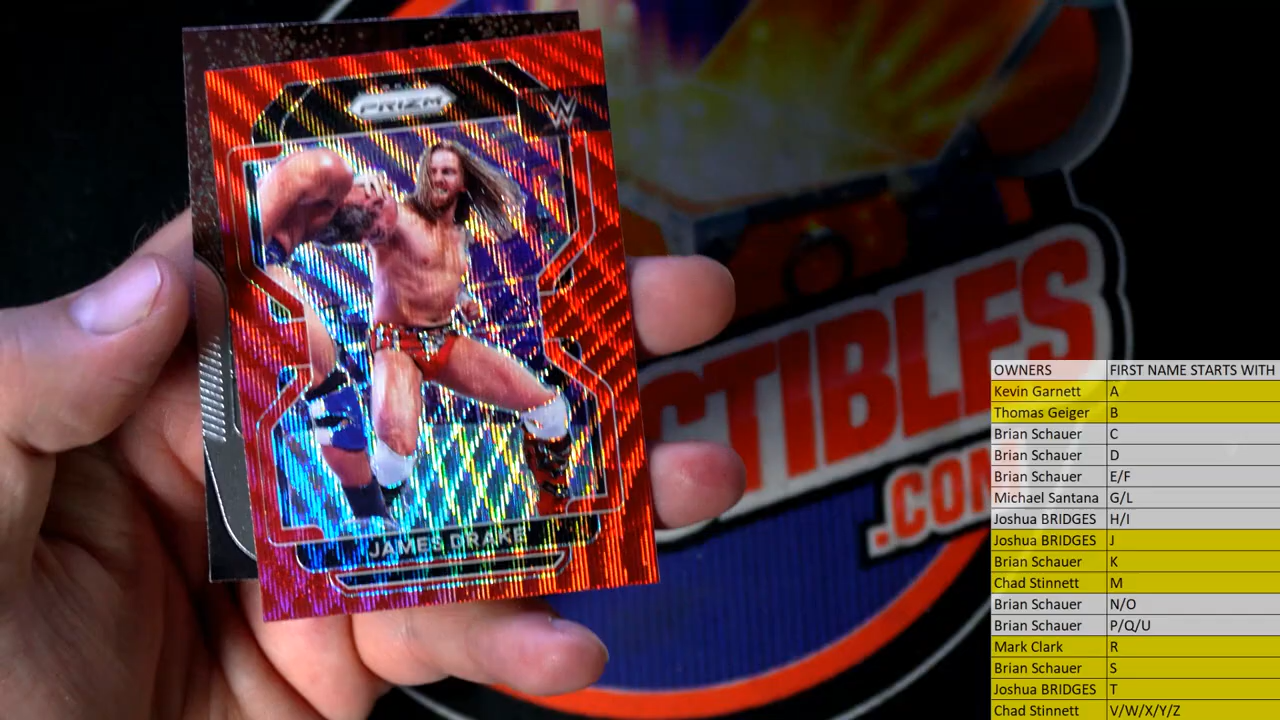 PRIZM
W
JAMES DRAKE
CTIBLES
.COM
OWNERS FIRST NAME STARTS WITH
Kevin Garnett A
Thomas Geiger B
Brian Schauer C
Brian Schauer D
Brian Schauer E/F
Michael Santana G/L
Joshua BRIDGES H/I
Joshua BRIDGES J
Brian Schauer K
Chad Stinnett M
Brian Schauer N/O
Brian Schauer P/Q/U
Mark Clark R
Brian Schauer S
Joshua BRIDGES T
Chad Stinnett V/W/X/Y/Z